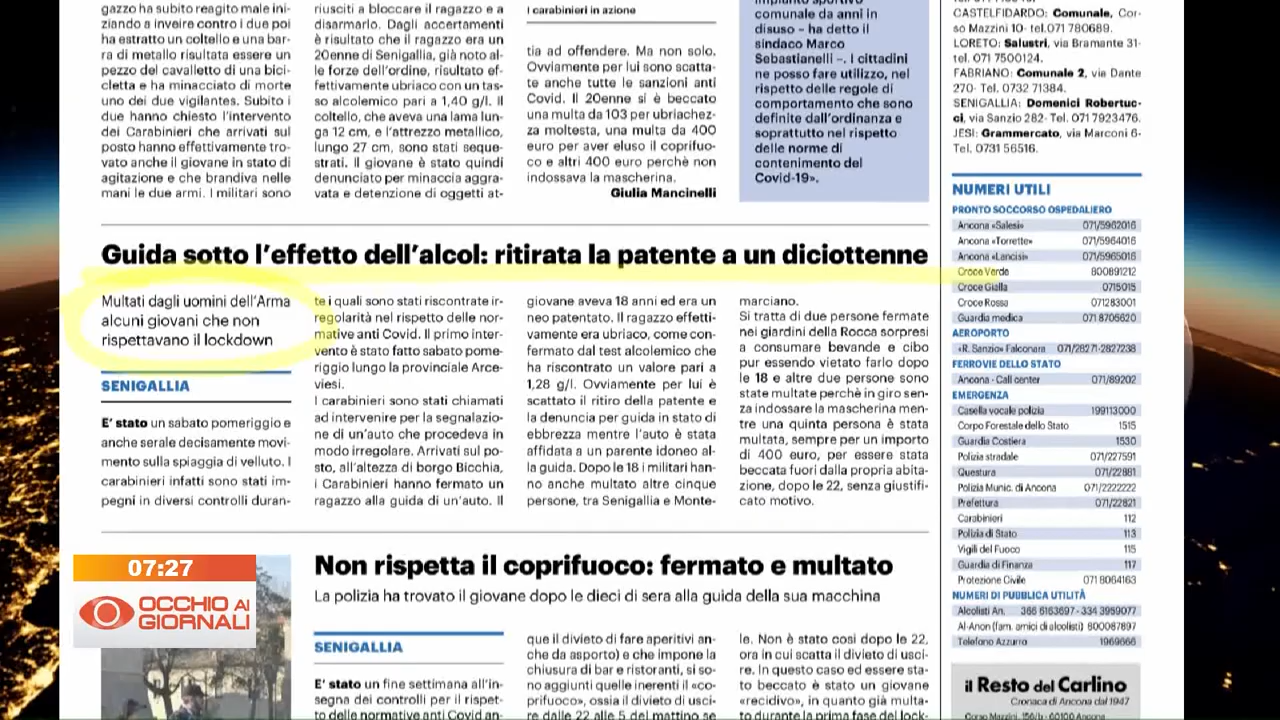 gazzo ha subito reagito male ini-
ziando a inveire contro i due poi
ha estratto un coltello e una bar-
ra di metallo risultata essere un
pezzo del cavalletto di una bici-
cletta e ha minacciato di morte
uno dei due vigilantes. Subito i
due hanno chiesto l'intervento
dei Carabinieri che arrivati sul
posto hanno effettivamente tro-
vato anche il giovane in stato di
agitazione e che brandiva nelle
mani le due armi. I militari sono
riusciti a bloccare il ragazzo e a
disarmarlo. Dagli accertamenti
è risultato che il ragazzo era un
20enne di Senigallia, già noto al-
le forze dell'ordine, risultato ef-
fettivamente ubriaco con un tas-
so alcolemico pari a 1,40 g/l. Il
coltello, che aveva una lama lun-
ga 12 cm, e l'attrezzo metallico,
lungo 27 cm, sono stati seque-
strati. Il giovane è stato quindi
denunciato per minaccia aggra-
vata e detenzione di oggetti at-
I carabinieri in azione
tia ad offendere. Ma non solo.
Ovviamente per lui sono scatta-
te anche tutte le sanzioni anti
Covid. Il 20enne si è beccato
una multa da 103 per ubriachez-
za moltesta, una multa da 400
euro per aver eluso il coprifuo-
co e altri 400 euro perchè non
indossava la mascherina.
Giulia Mancinelli
impianto sportivo
comunale da anni in
disuso – ha detto il
sindaco Marco
Sebastianelli –. I cittadini
ne posso fare utilizzo, nel
rispetto delle regole di
comportamento che sono
definite dall'ordinanza e
soprattutto nel rispetto
delle norme di
contenimento del
Covid-19».
CASTELFIDARDO: Comunale, Cor-
so Mazzini 10- tel.071 780689.
LORETO: Salustri, via Bramante 31-
tel. 071 7500124.
FABRIANO: Comunale 2, via Dante
270- Tel. 0732 71384.
SENIGALLIA: Domenici Robertuc-
ci, via Sanzio 282- Tel. 071 7923476.
JESI: Grammercato, via Marconi 6-
Tel. 0731 56516.
Guida sotto l'effetto dell'alcol: ritirata la patente a un diciottenne
Multati dagli uomini dell'Arma
alcuni giovani che non
rispettavano il lockdown
SENIGALLIA
E' stato un sabato pomeriggio e
anche serale decisamente movi-
mento sulla spiaggia di velluto. I
carabinieri infatti sono stati im-
pegni in diversi controlli duran-
te i quali sono stati riscontrate ir-
regolarità nel rispetto delle nor-
mative anti Covid. Il primo inter-
vento è stato fatto sabato pome-
riggio lungo la provinciale Arce-
viesi.
I carabinieri sono stati chiamati
ad intervenire per la segnalazio-
ne di un'auto che procedeva in
modo irregolare. Arrivati sul po-
sto, all'altezza di borgo Bicchia,
i Carabinieri hanno fermato un
ragazzo alla guida di un'auto. Il
giovane aveva 18 anni ed era un
neo patentato. Il ragazzo effetti-
vamente era ubriaco, come con-
fermato dal test alcolemico che
ha riscontrato un valore pari a
1,28 g/l. Ovviamente per lui è
scattato il ritiro della patente e
la denuncia per guida in stato di
ebbrezza mentre l'auto è stata
affidata a un parente idoneo al-
la guida. Dopo le 18 i militari han-
no anche multato altre cinque
persone, tra Senigallia e Monte-
marciano.
Si tratta di due persone fermate
nei giardini della Rocca sorpresi
a consumare bevande e cibo
pur essendo vietato farlo dopo
le 18 e altre due persone sono
state multate perchè in giro sen-
za indossare la mascherina men-
tre una quinta persona è stata
multata, sempre per un importo
di 400 euro, per essere stata
beccata fuori dalla propria abita-
zione, dopo le 22, senza giustifi-
cato motivo.
NUMERI UTILI
PRONTO SOCCORSO OSPEDALIERO
Ancona «Salesi» 071/5962016
Ancona «Torrette» 071/5964016
Ancona «Lancisi» 071/5965016
Croce Verde 800891212
Croce Gialla 0715015
Croce Rossa 071283001
Guardia medica 071 8706620
AEROPORTO
«R. Sanzio» Falconara 071/28271-2827238
FERROVIE DELLO STATO
Ancona - Call center 071/89202
EMERGENZA
Casella vocale polizia 199113000
Corpo Forestale dello Stato 1515
Guardia Costiera 1530
Polizia stradale 071/227591
Questura 071/22881
Polizia Munic. di Ancona 071/2222222
Prefettura 071/22821
Carabinieri 112
Polizia di Stato 113
Vigili del Fuoco 115
Guardia di Finanza 117
Protezione Civile 071 8064163
NUMERI DI PUBBLICA UTILITÀ
Alcolisti An. 366 6163697 - 334 3959077
Al-Anon (fam. amici di alcolisti) 800087897
Telefono Azzurro 1969666
il Resto del Carlino
Cronaca di Ancona dal 1947
Corso Mazzini, 156/b - 60100 Ancona
07:27
OCCHIO AI
GIORNALI
Non rispetta il coprifuoco: fermato e multato
La polizia ha trovato il giovane dopo le dieci di sera alla guida della sua macchina
SENIGALLIA
E' stato un fine settimana all'in-
segna dei controlli per il rispet-
to delle normative anti Covid an-
que il divieto di fare aperitivi an-
che da asporto) e che impone la
chiusura di bar e ristoranti, si so-
no aggiunti quelle inerenti il «co-
prifuoco», ossia il divieto di usci-
re dalle 22 alle 5 del mattino se
le. Non è stato così dopo le 22,
ora in cui scatta il divieto di usci-
re. In questo caso ed essere sta-
to beccato è stato un giovane
«recidivo», in quanto già multa-
to durante la prima fase del lock-